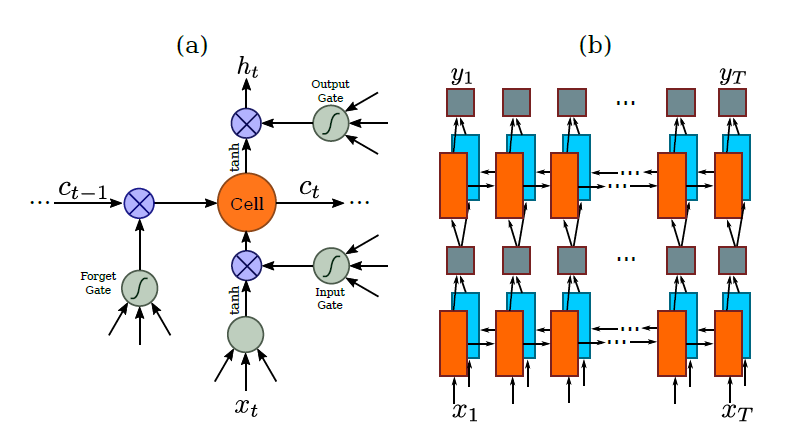 (a)
h_t
Output
Gate
tanh
... c_{t-1}
Cell
c_t ...
Forget
Gate
tanh
Input
Gate
x_t
(b)
y_1
y_T
...
...
...
...
...
...
x_1
x_T